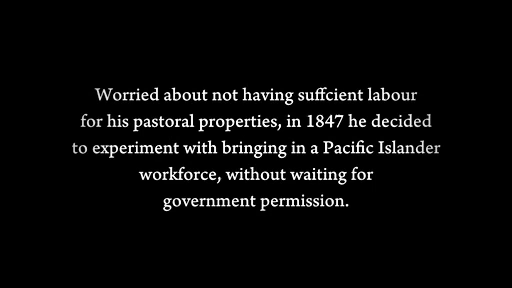 Worried about not having suffcient labour
for his pastoral properties, in 1847 he decided
to experiment with bringing in a Pacific Islander
workforce, without waiting for
government permission.